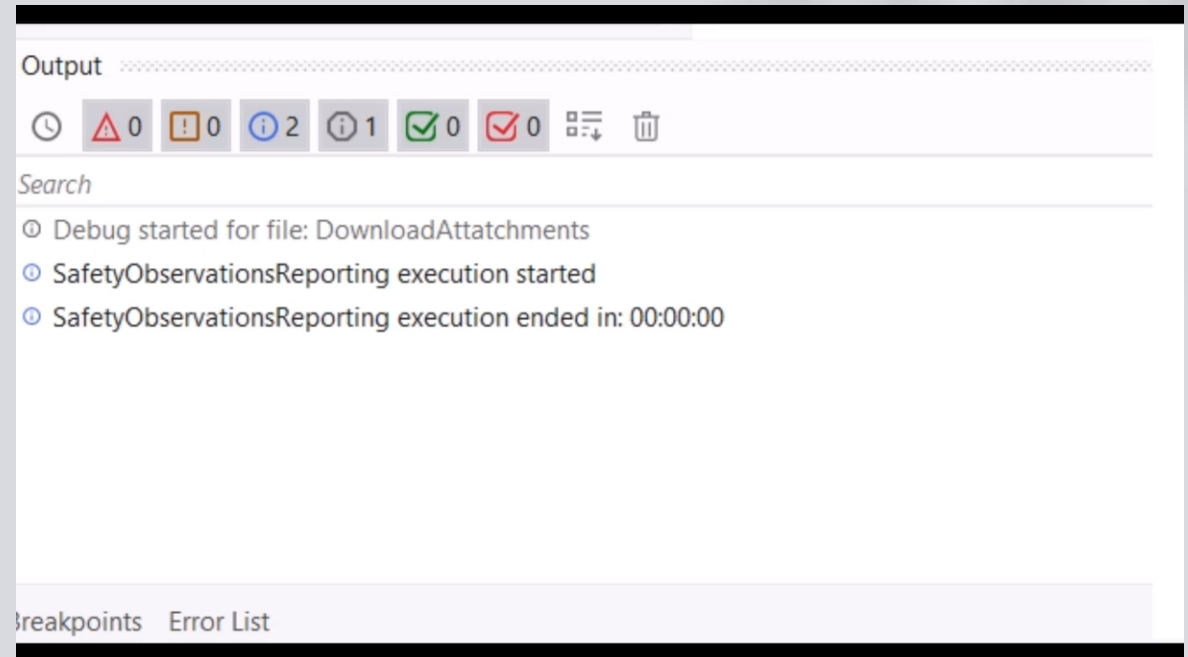 Output
0 0 2 1 0 0
Search
Debug started for file: DownloadAttatchments
SafetyObservationsReporting execution started
SafetyObservationsReporting execution ended in: 00:00:00
Breakpoints Error List